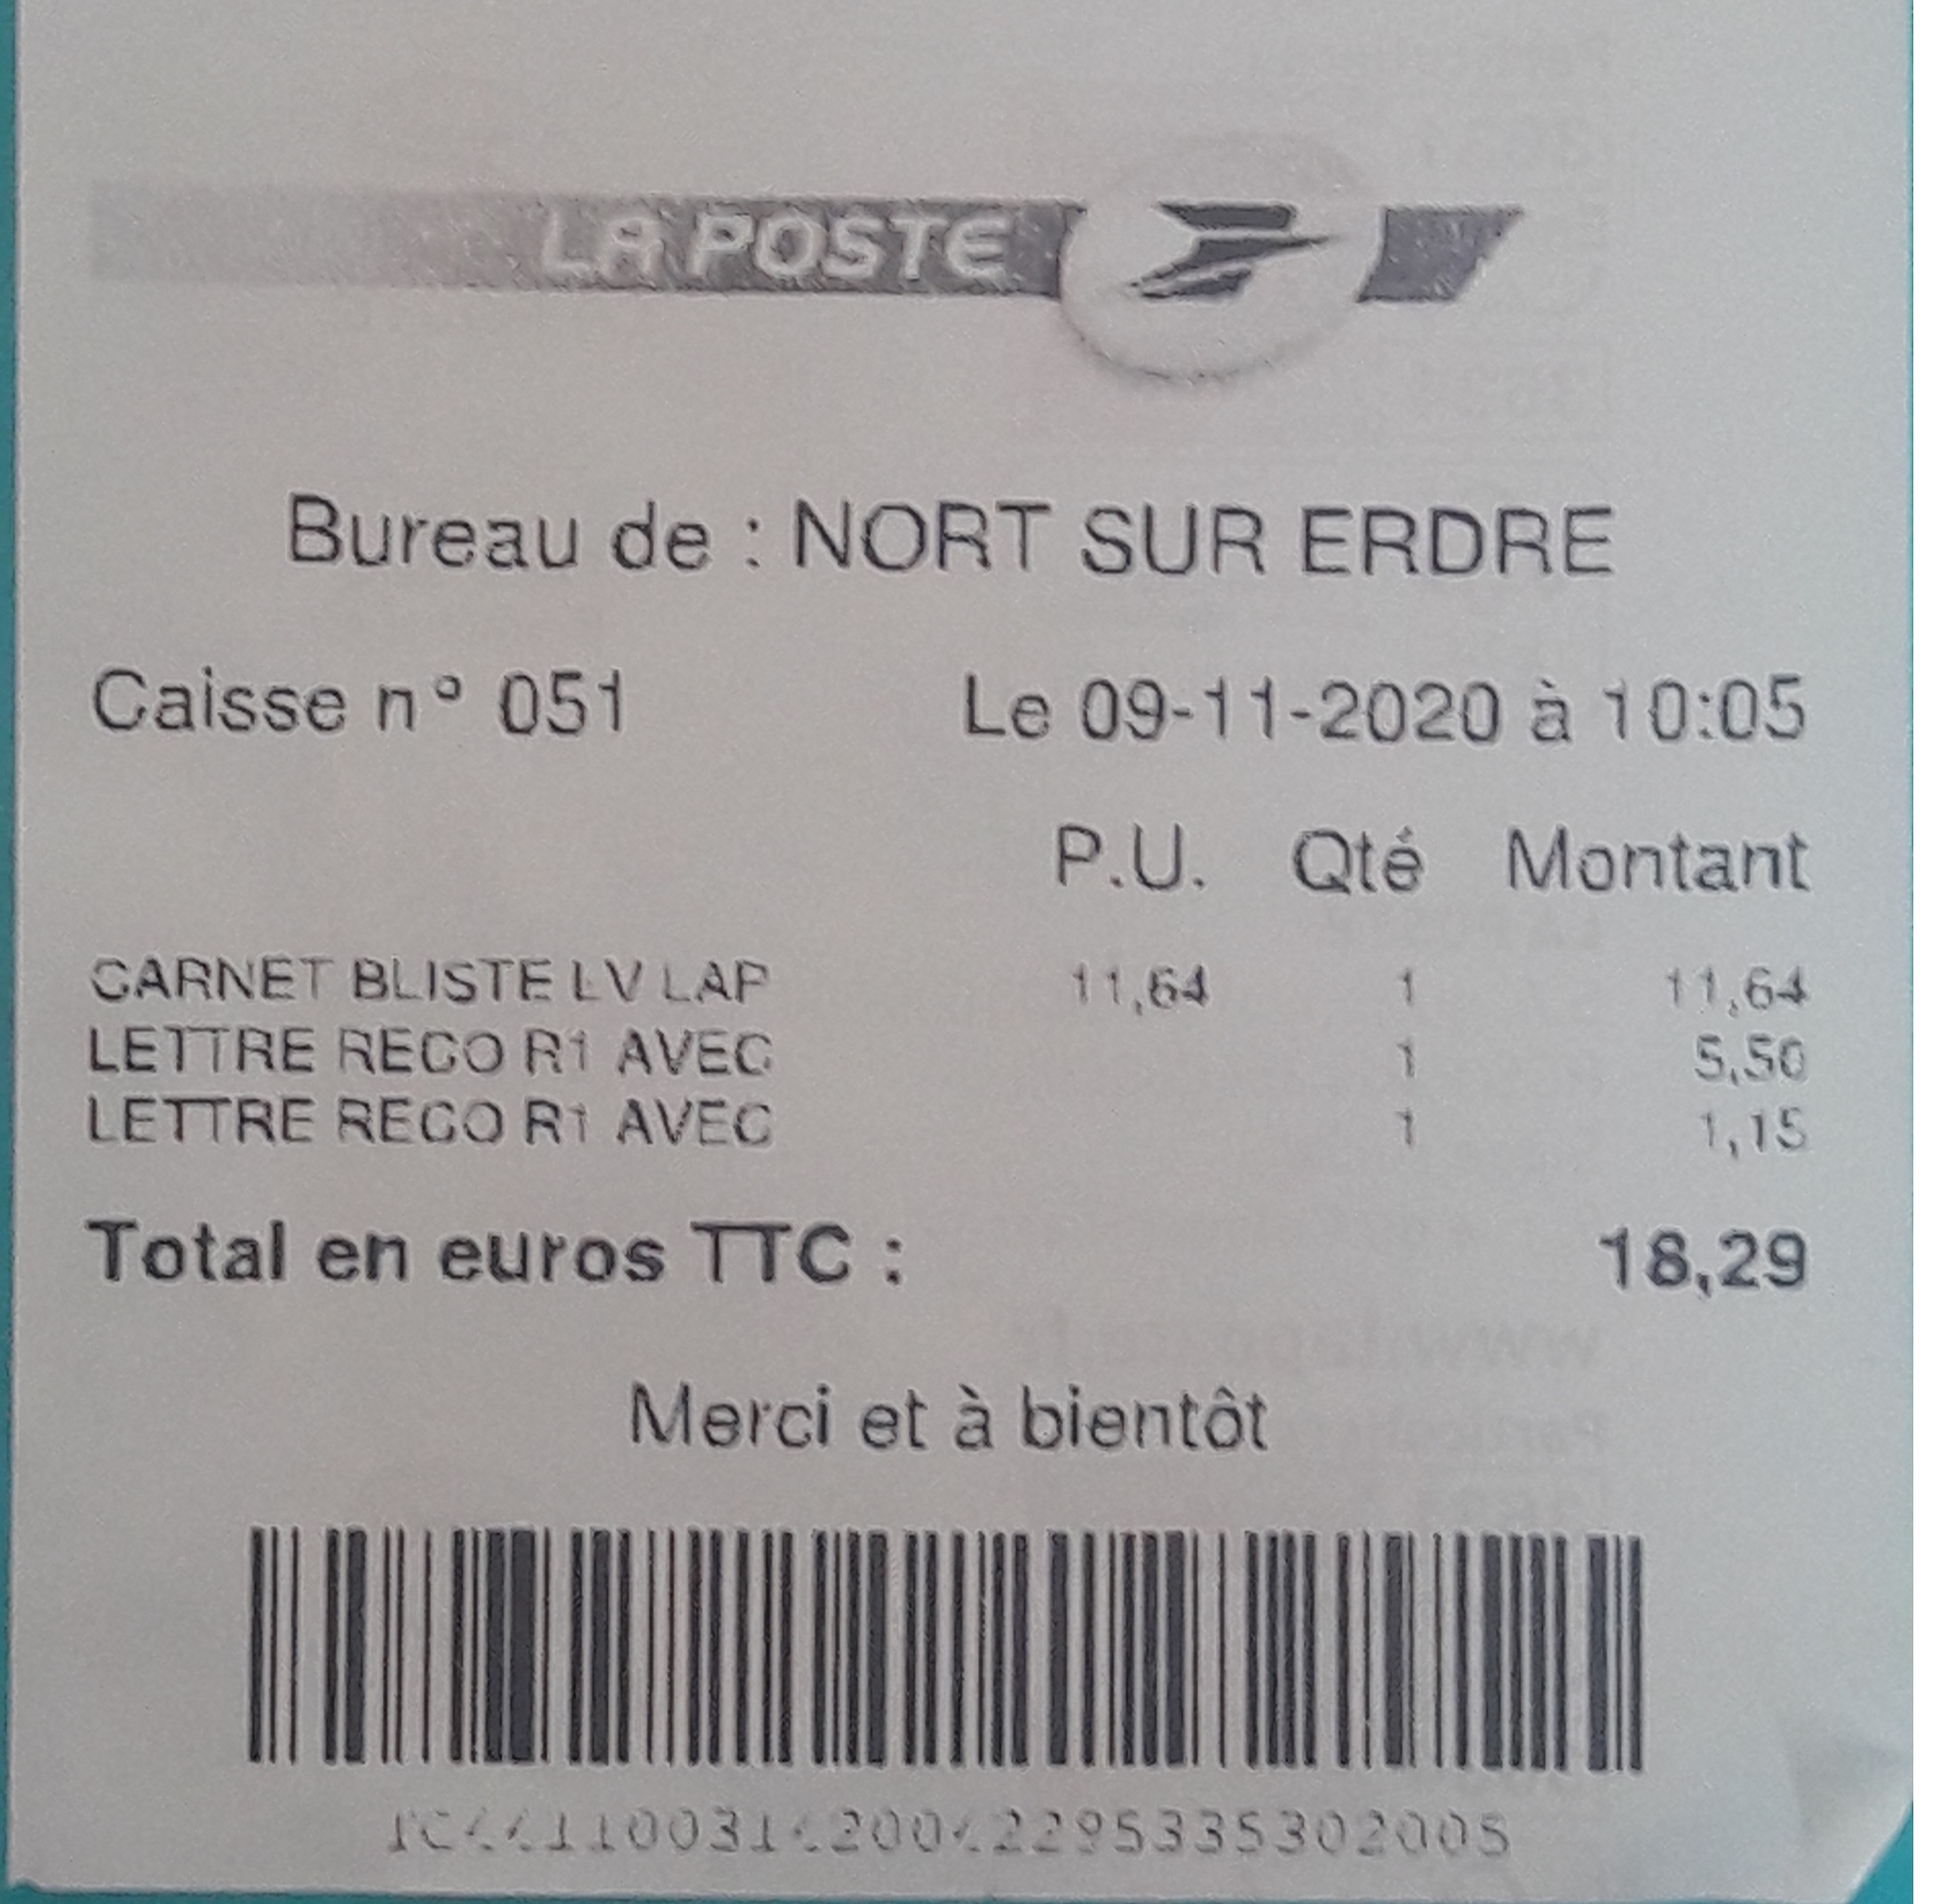 LA POSTE
Bureau de : NORT SUR ERDRE
Caisse n° 051 Le 09-11-2020 à 10:05
P.U. Qté Montant
CARNET BLISTE LV LAP 11,64 1 11,64
LETTRE RECO R1 AVEC 1 5,50
LETTRE RECO R1 AVEC 1 1,15
Total en euros TTC : 18,29
Merci et à bientôt